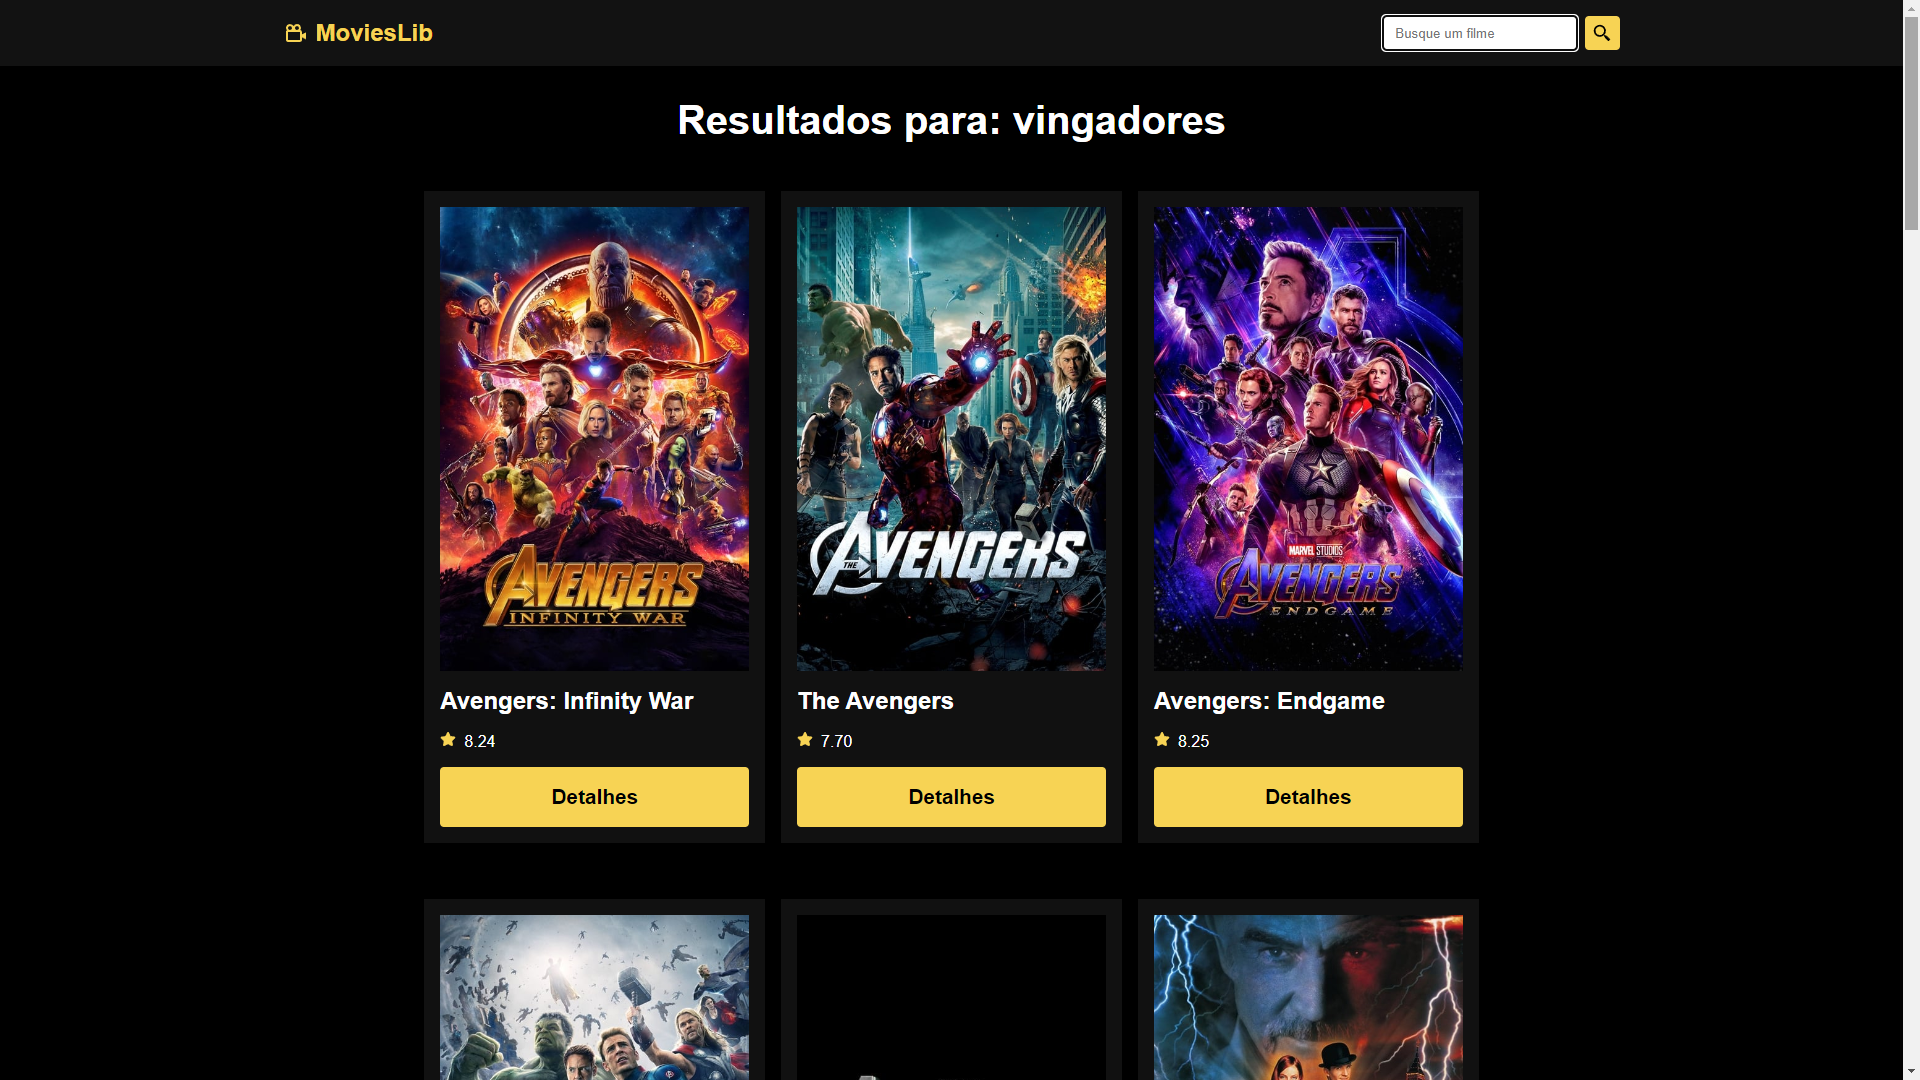 MoviesLib
Busque um filme
Resultados para: vingadores
AVENGERS
INFINITY WAR
THE AVENGERS
MARVEL STUDIOS
AVENGERS
ENDGAME
Avengers: Infinity War
The Avengers
Avengers: Endgame
8.24
7.70
8.25
Detalhes
Detalhes
Detalhes